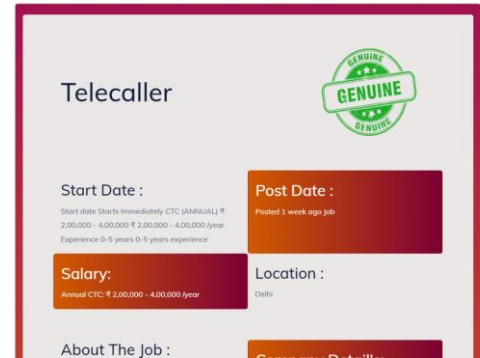 Telecaller
GENUINE
GENUINE
GENUINE
Start Date :
Start date Starts Immediately CTC (ANNUAL) ₹
2,00,000 - 4,00,000 ₹ 2,00,000 - 4,00,000 /year
Experience 0-5 years 0-5 years experience
Post Date :
Posted 1 week ago Job
Salary:
Annual CTC: ₹ 2,00,000 - 4,00,000 /year
Location :
Delhi
About The Job :
Company Detaills: